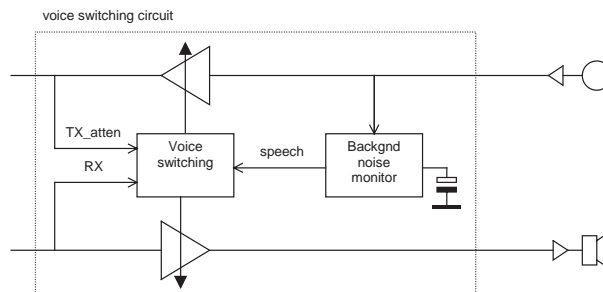 voice switching circuit
TX_atten
RX
Voice
switching
speech
Backgnd
noise
monitor